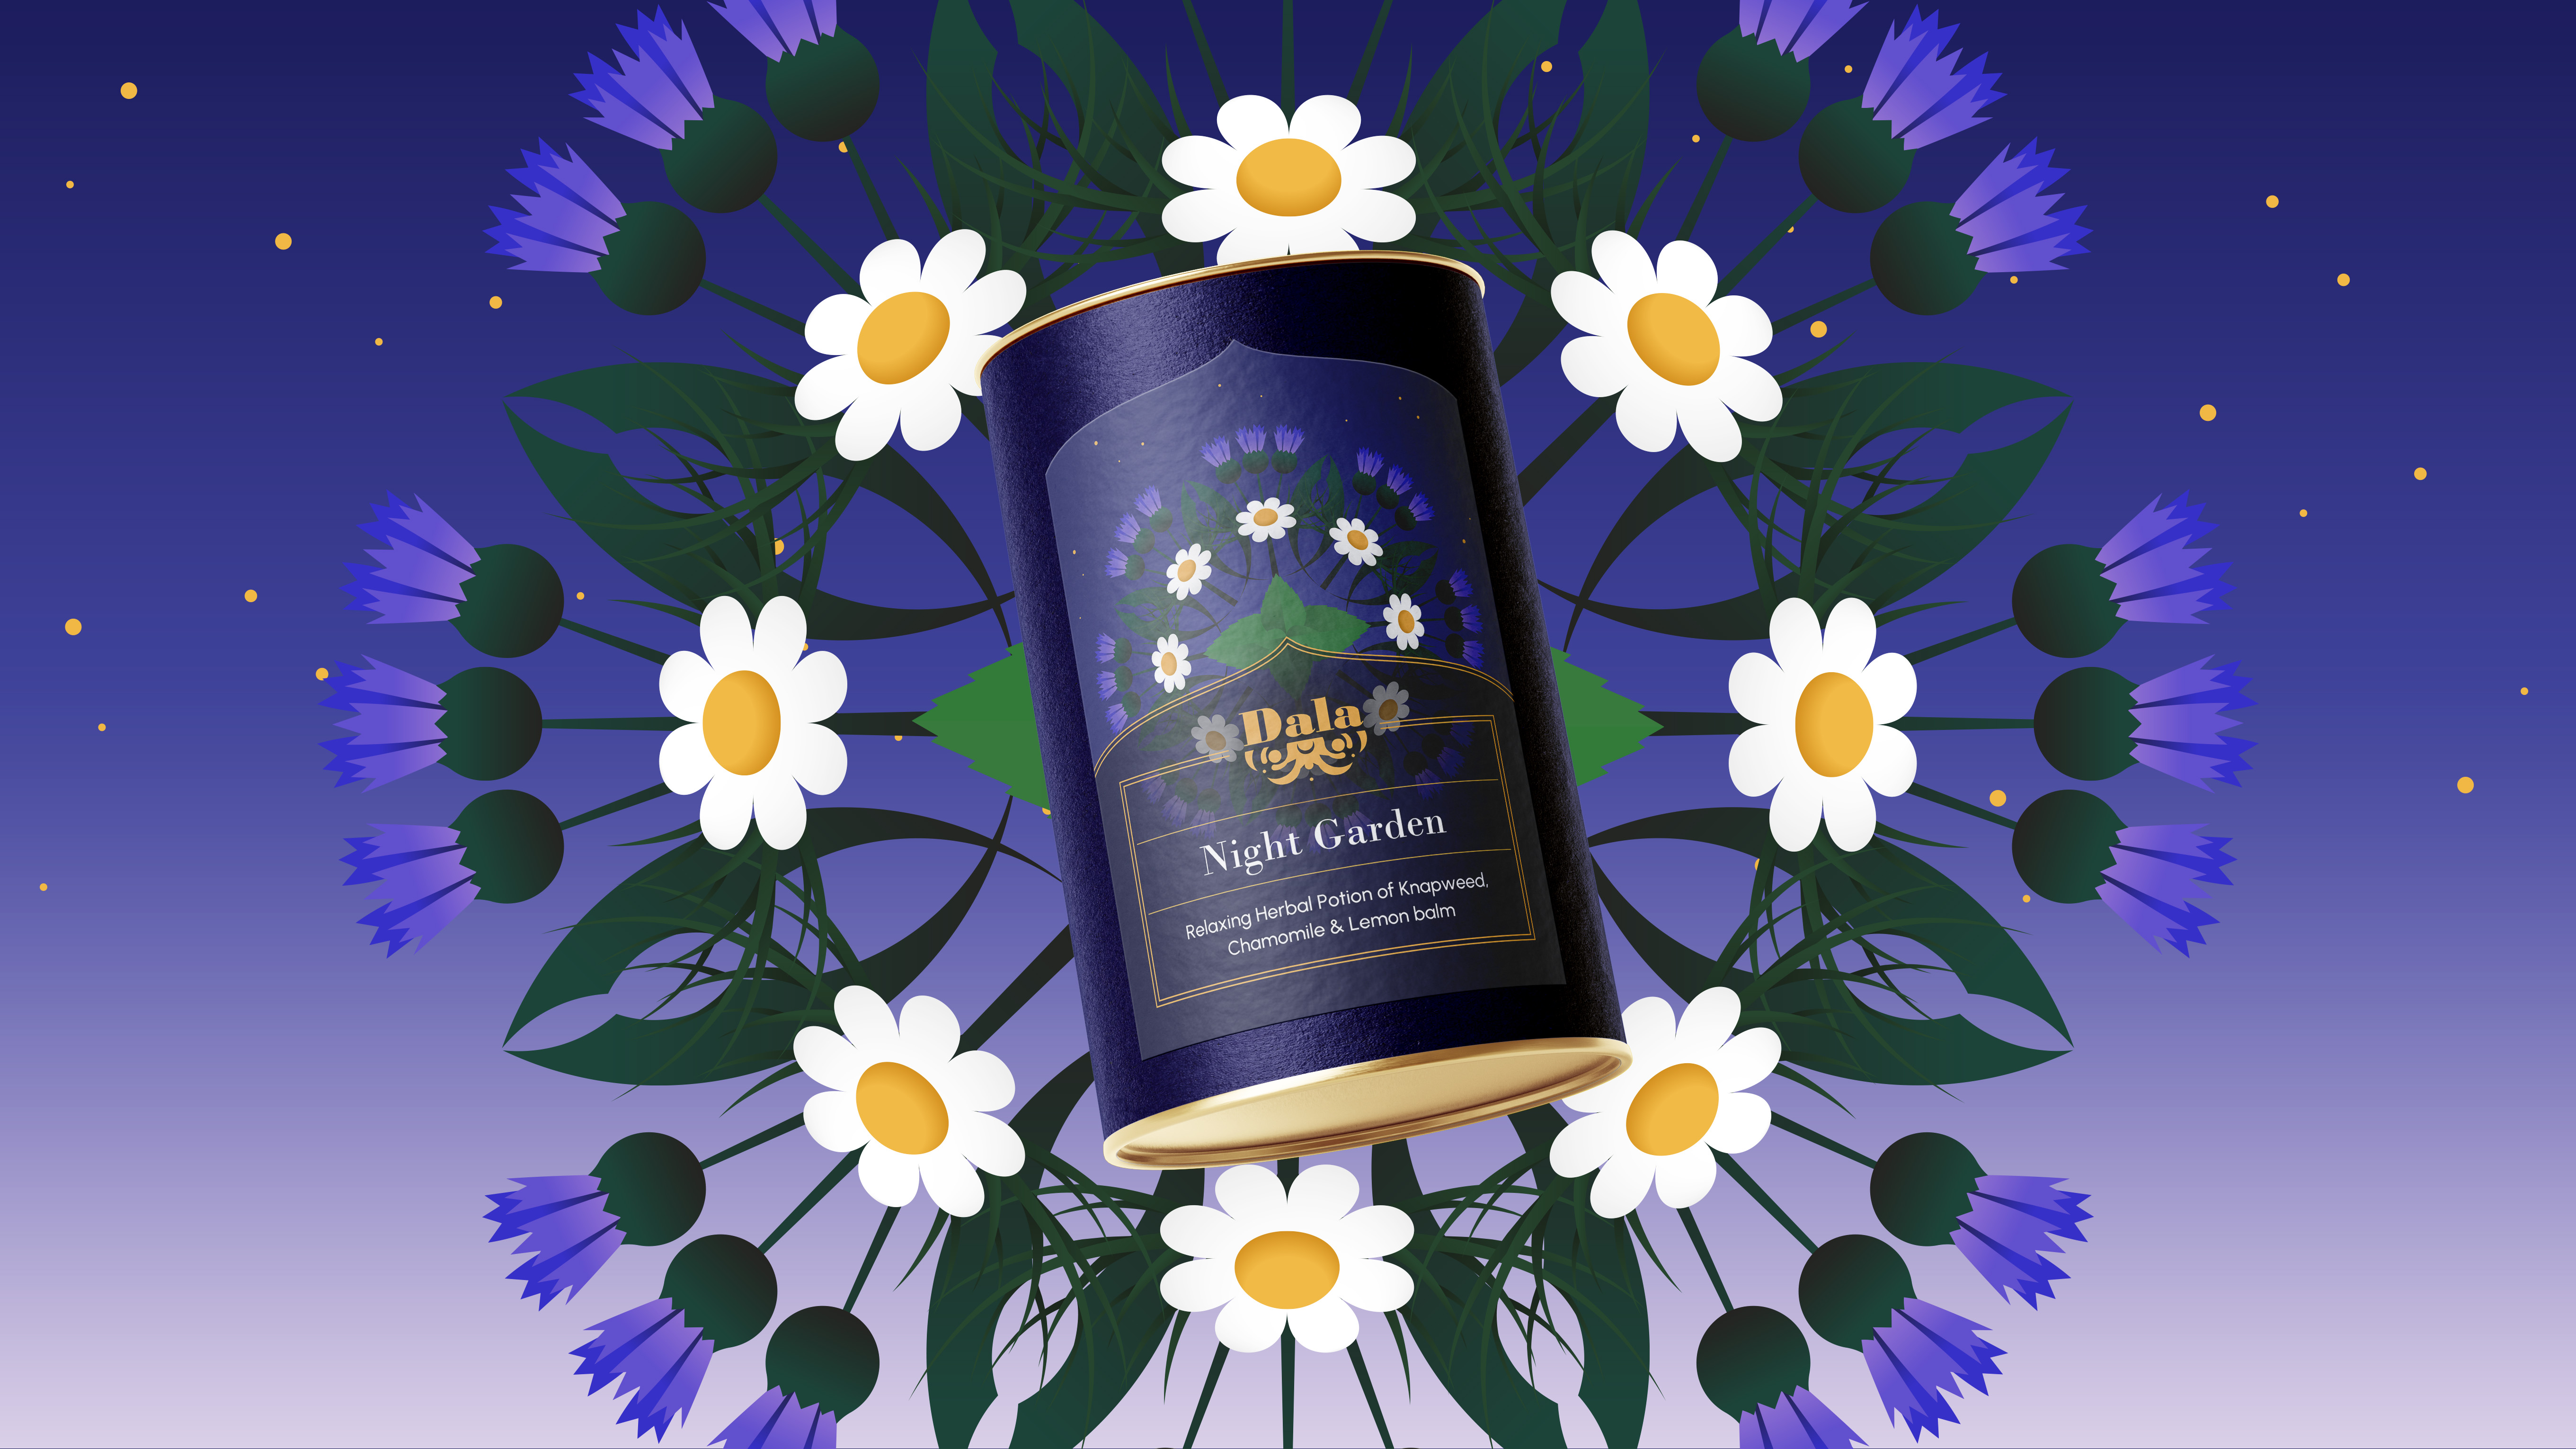 Dala
Night Garden
Relaxing Herbal Potion of Knapweed,
Chamomile & Lemon balm